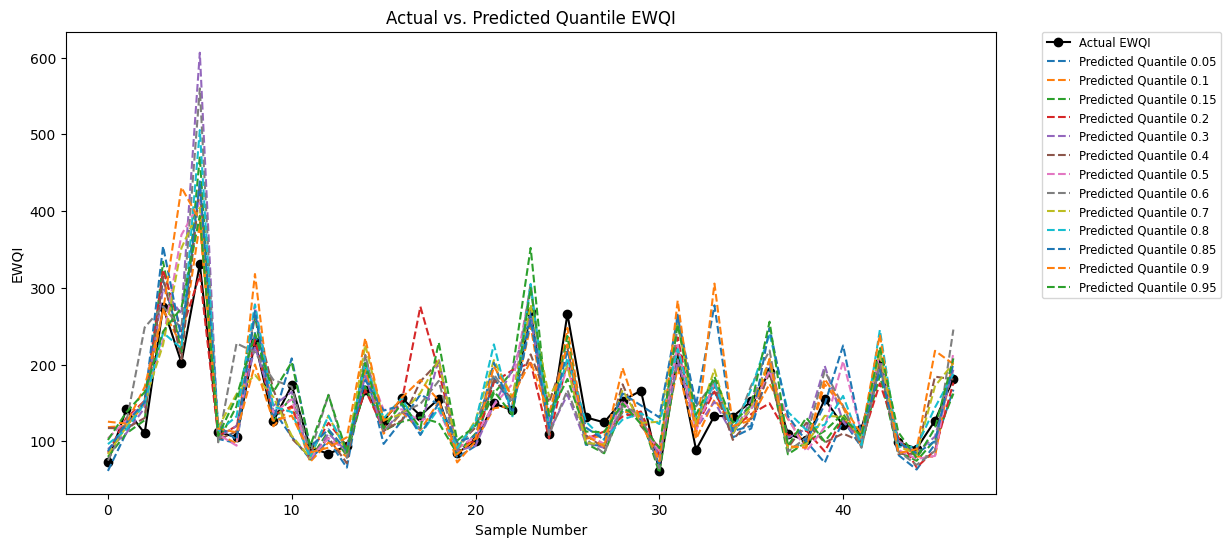 Actual vs. Predicted Quantile EWQI
Actual EWQI
Predicted Quantile 0.05
Predicted Quantile 0.1
Predicted Quantile 0.15
Predicted Quantile 0.2
Predicted Quantile 0.3
Predicted Quantile 0.4
Predicted Quantile 0.5
Predicted Quantile 0.6
Predicted Quantile 0.7
Predicted Quantile 0.8
Predicted Quantile 0.85
Predicted Quantile 0.9
Predicted Quantile 0.95
EWQI
600
500
400
300
200
100
0
10
20
30
40
Sample Number